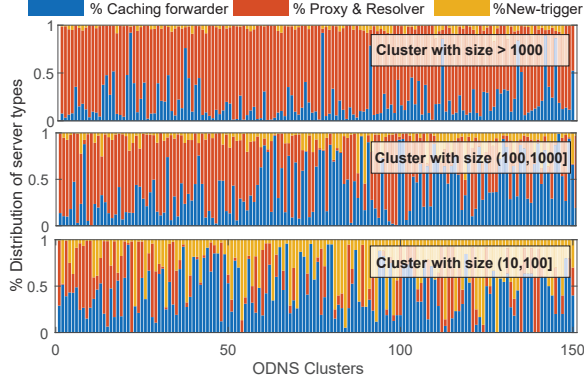 % Caching forwarder % Proxy & Resolver %New-trigger
1
Cluster with size > 1000
0.5
0
1
Cluster with size (100,1000]
0.5
0
1
Cluster with size (10,100]
0.5
0
0 50 100 150
ODNS Clusters
% Distribution of server types